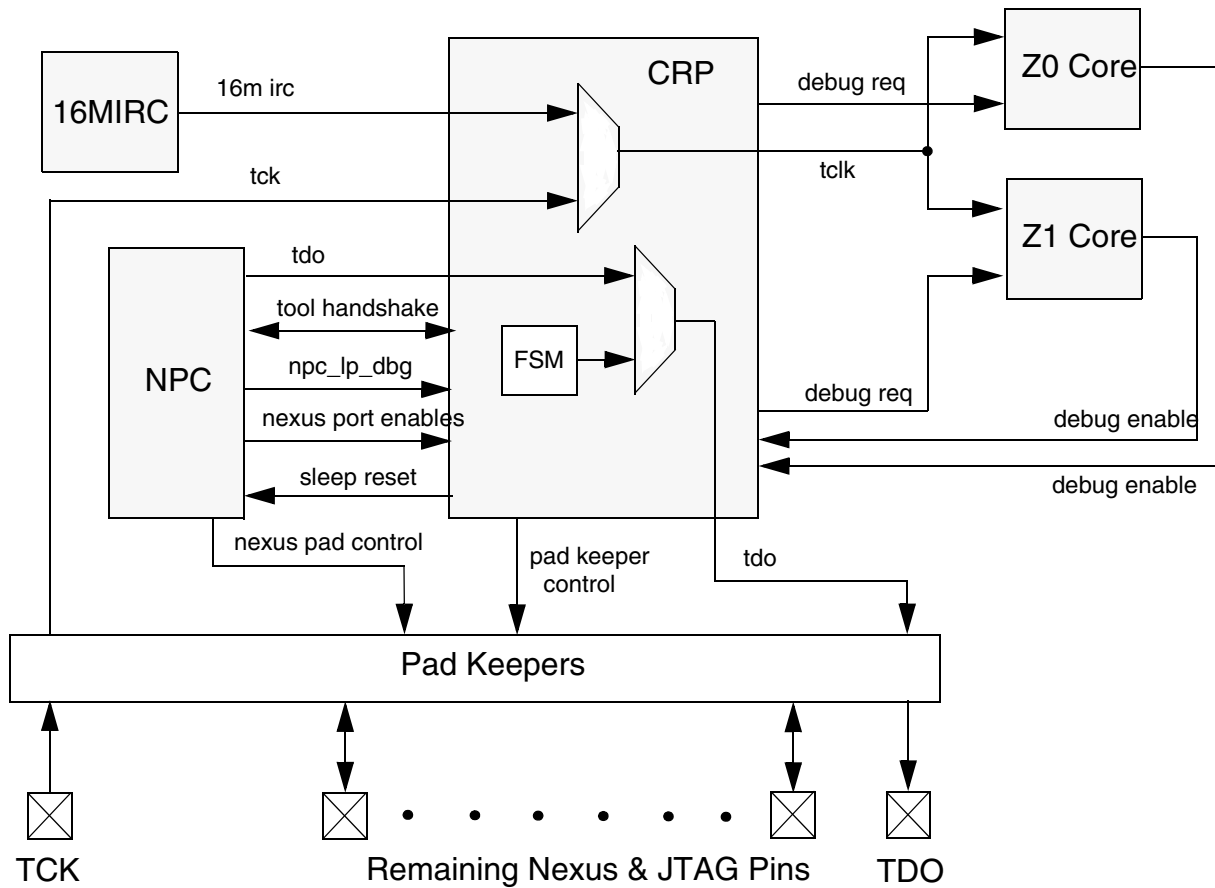 CRP
Z0 Core
16m irc
debug req
16MIRC
tck
tclk
Z1 Core
tdo
tool handshake
FSM
NPC
npc_lp_dbg
debug req
nexus port enables
debug enable
sleep reset
debug enable
nexus pad control
pad keeper
control
tdo
Pad Keepers
TCK
Remaining Nexus & JTAG Pins
TDO